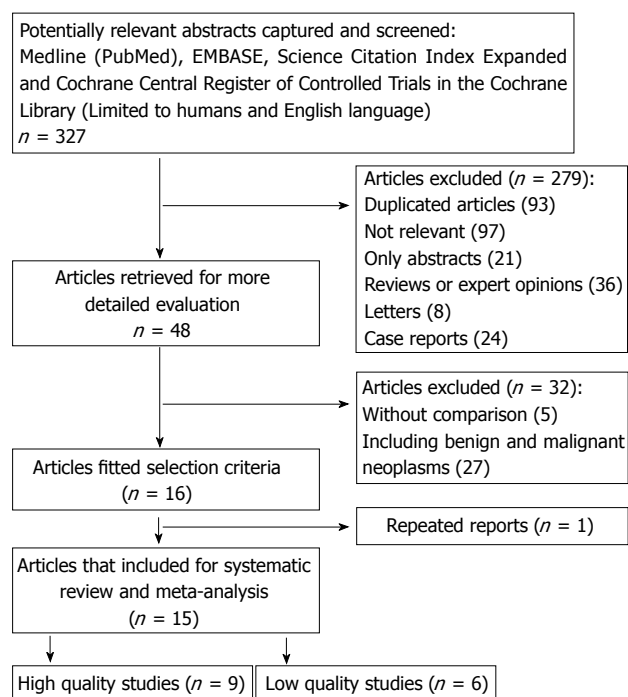 Potentially relevant abstracts captured and screened:
Medline (PubMed), EMBASE, Science Citation Index Expanded
and Cochrane Central Register of Controlled Trials in the Cochrane
Library (Limited to humans and English language)
n = 327
Articles excluded (n = 279):
Duplicated articles (93)
Not relevant (97)
Only abstracts (21)
Reviews or expert opinions (36)
Letters (8)
Case reports (24)
Articles retrieved for more
detailed evaluation
n = 48
Articles excluded (n = 32):
Without comparison (5)
Including benign and malignant
neoplasms (27)
Articles fitted selection criteria
(n = 16)
Repeated reports (n = 1)
Articles that included for systematic
review and meta-analysis
(n = 15)
High quality studies (n = 9)
Low quality studies (n = 6)